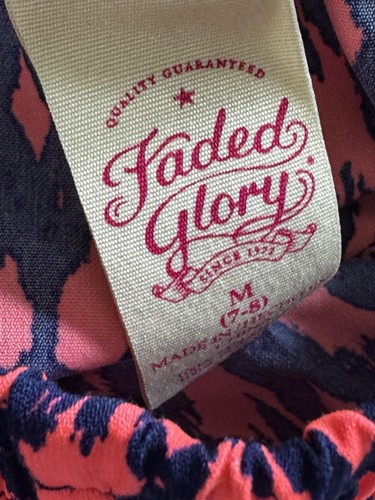 QUALITY GUARANTEED
Faded
Glory
SINCE 1972
M
(7-8)
MADE IN